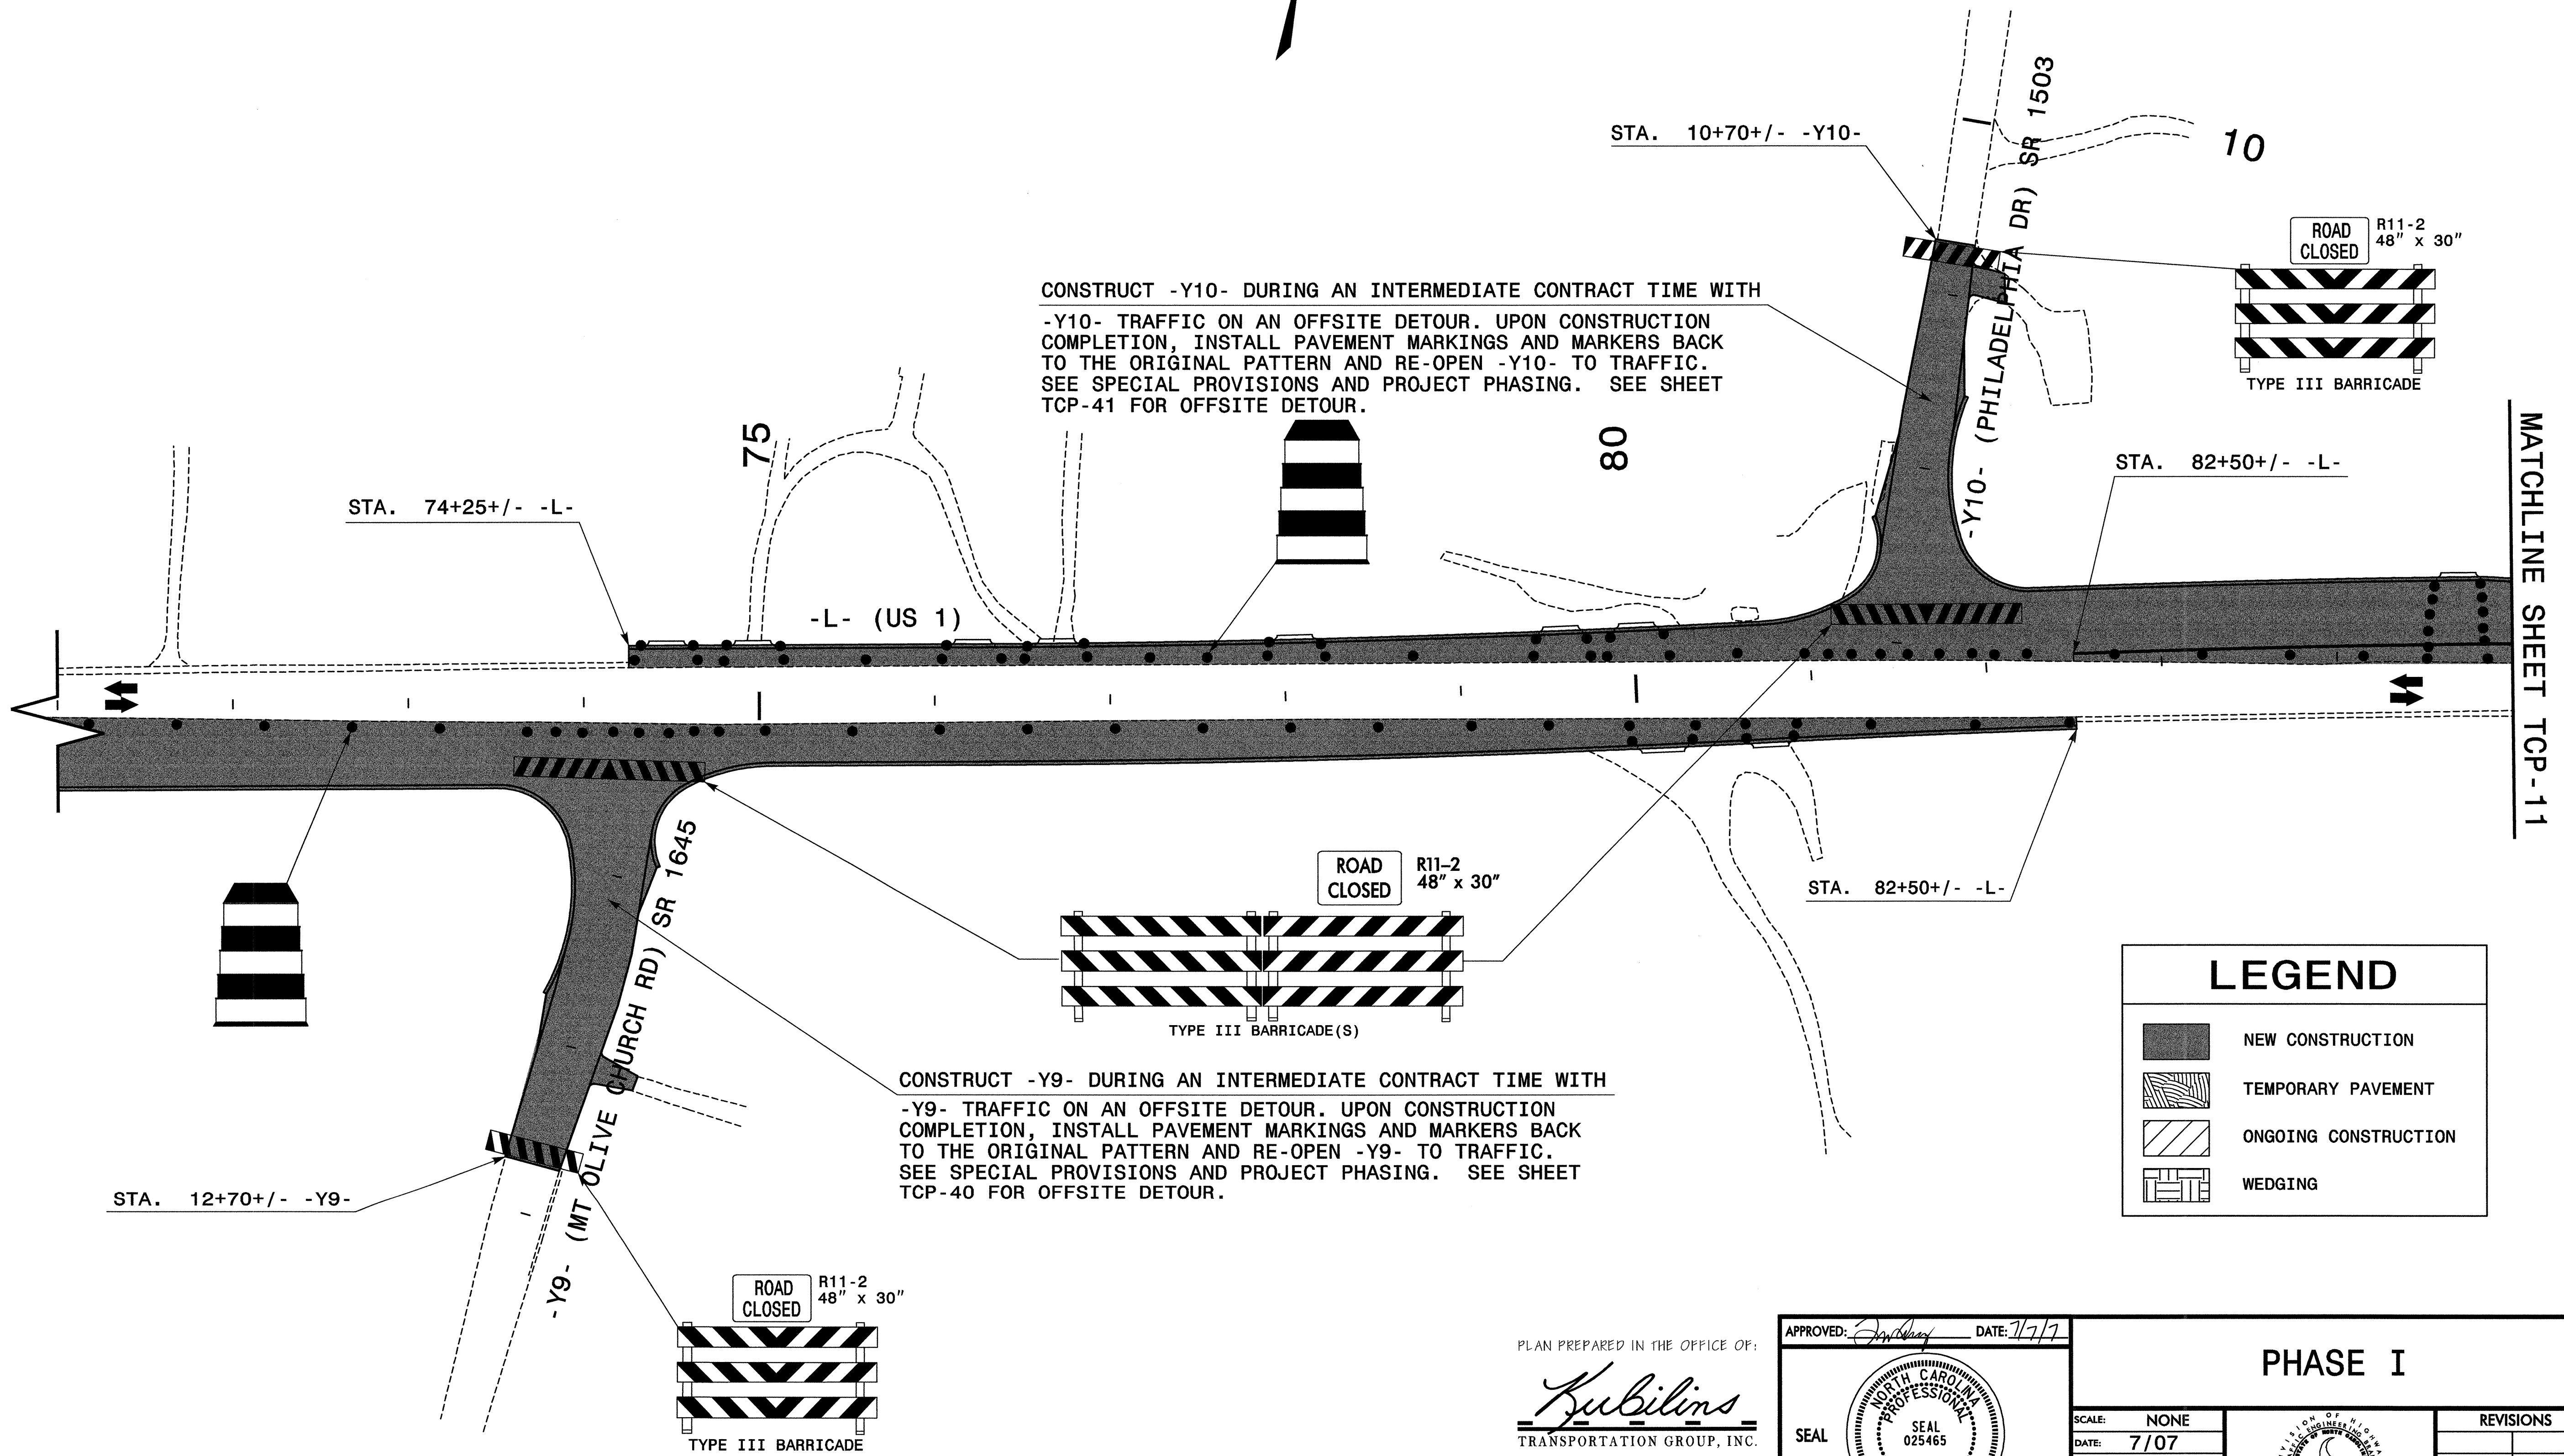 STA. 10+70+/- -Y10-
-Y10- (PHILADELPHIA DR) SR 1503
10
ROAD
CLOSED
R11-2
48" x 30"
TYPE III BARRICADE
CONSTRUCT -Y10- DURING AN INTERMEDIATE CONTRACT TIME WITH
-Y10- TRAFFIC ON AN OFFSITE DETOUR. UPON CONSTRUCTION
COMPLETION, INSTALL PAVEMENT MARKINGS AND MARKERS BACK
TO THE ORIGINAL PATTERN AND RE-OPEN -Y10- TO TRAFFIC.
SEE SPECIAL PROVISIONS AND PROJECT PHASING. SEE SHEET
TCP-41 FOR OFFSITE DETOUR.
75
80
STA. 82+50+/- -L-
MATCHLINE SHEET TCP-11
STA. 74+25+/- -L-
-L- (US 1)
-Y9- (MT OLIVE CHURCH RD) SR 1645
ROAD
CLOSED
R11-2
48" x 30"
TYPE III BARRICADE(S)
STA. 82+50+/- -L-
CONSTRUCT -Y9- DURING AN INTERMEDIATE CONTRACT TIME WITH
-Y9- TRAFFIC ON AN OFFSITE DETOUR. UPON CONSTRUCTION
COMPLETION, INSTALL PAVEMENT MARKINGS AND MARKERS BACK
TO THE ORIGINAL PATTERN AND RE-OPEN -Y9- TO TRAFFIC.
SEE SPECIAL PROVISIONS AND PROJECT PHASING. SEE SHEET
TCP-40 FOR OFFSITE DETOUR.
STA. 12+70+/- -Y9-
ROAD
CLOSED
R11-2
48" x 30"
TYPE III BARRICADE
LEGEND
NEW CONSTRUCTION
TEMPORARY PAVEMENT
ONGOING CONSTRUCTION
WEDGING
PLAN PREPARED IN THE OFFICE OF:
Kubilins
TRANSPORTATION GROUP, INC.
APPROVED: DATE: 7/7/7
SEAL
NORTH CAROLINA
PROFESSIONAL
SEAL
025465
PHASE I
SCALE: NONE
DATE: 7/07
REVISIONS